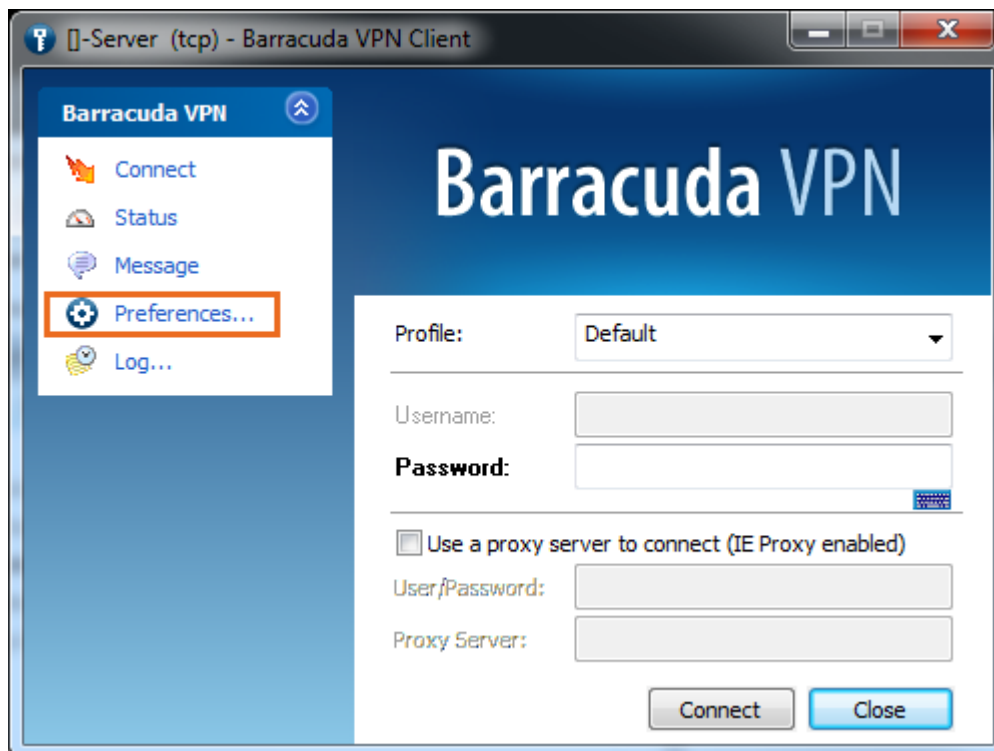 []-Server (tcp) - Barracuda VPN Client
Barracuda VPN
Connect
Status
Message
Preferences...
Log...
Barracuda VPN
Profile:
Default
Username:
Password:
Use a proxy server to connect (IE Proxy enabled)
User/Password:
Proxy Server:
Connect
Close